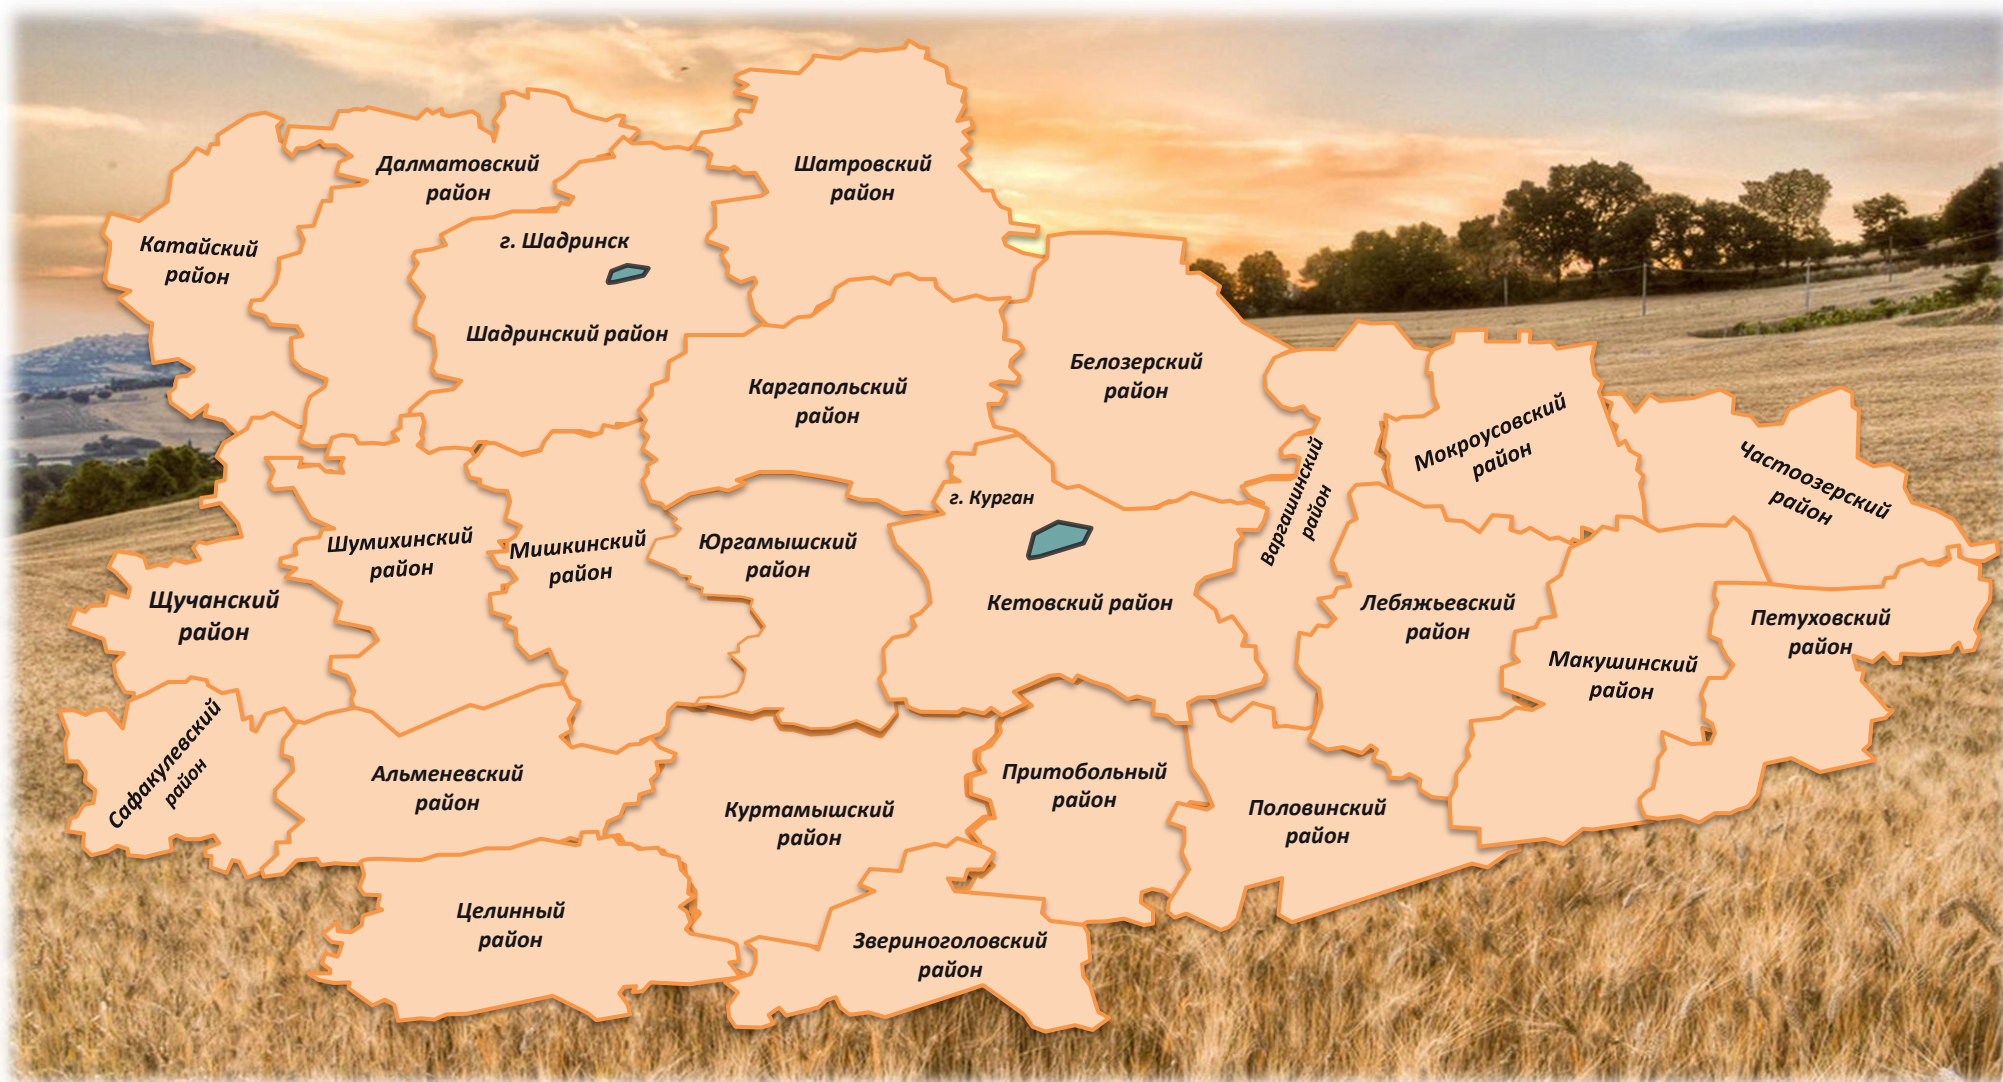 Далматовский
район
Шатровский
район
Катайский
район
г. Шадринск
Шадринский район
Каргапольский
район
Белозерский
район
Мокроусовский
район
Частоозерский
район
Варгашинский
район
г. Курган
Шумихинский
район
Мишкинский
район
Юргамышский
район
Кетовский район
Щучанский
район
Лебяжьевский
район
Петуховский
район
Макушинский
район
Сафакулевский
район
Альменевский
район
Куртамышский
район
Притобольный
район
Половинский
район
Целинный
район
Звериноголовский
район